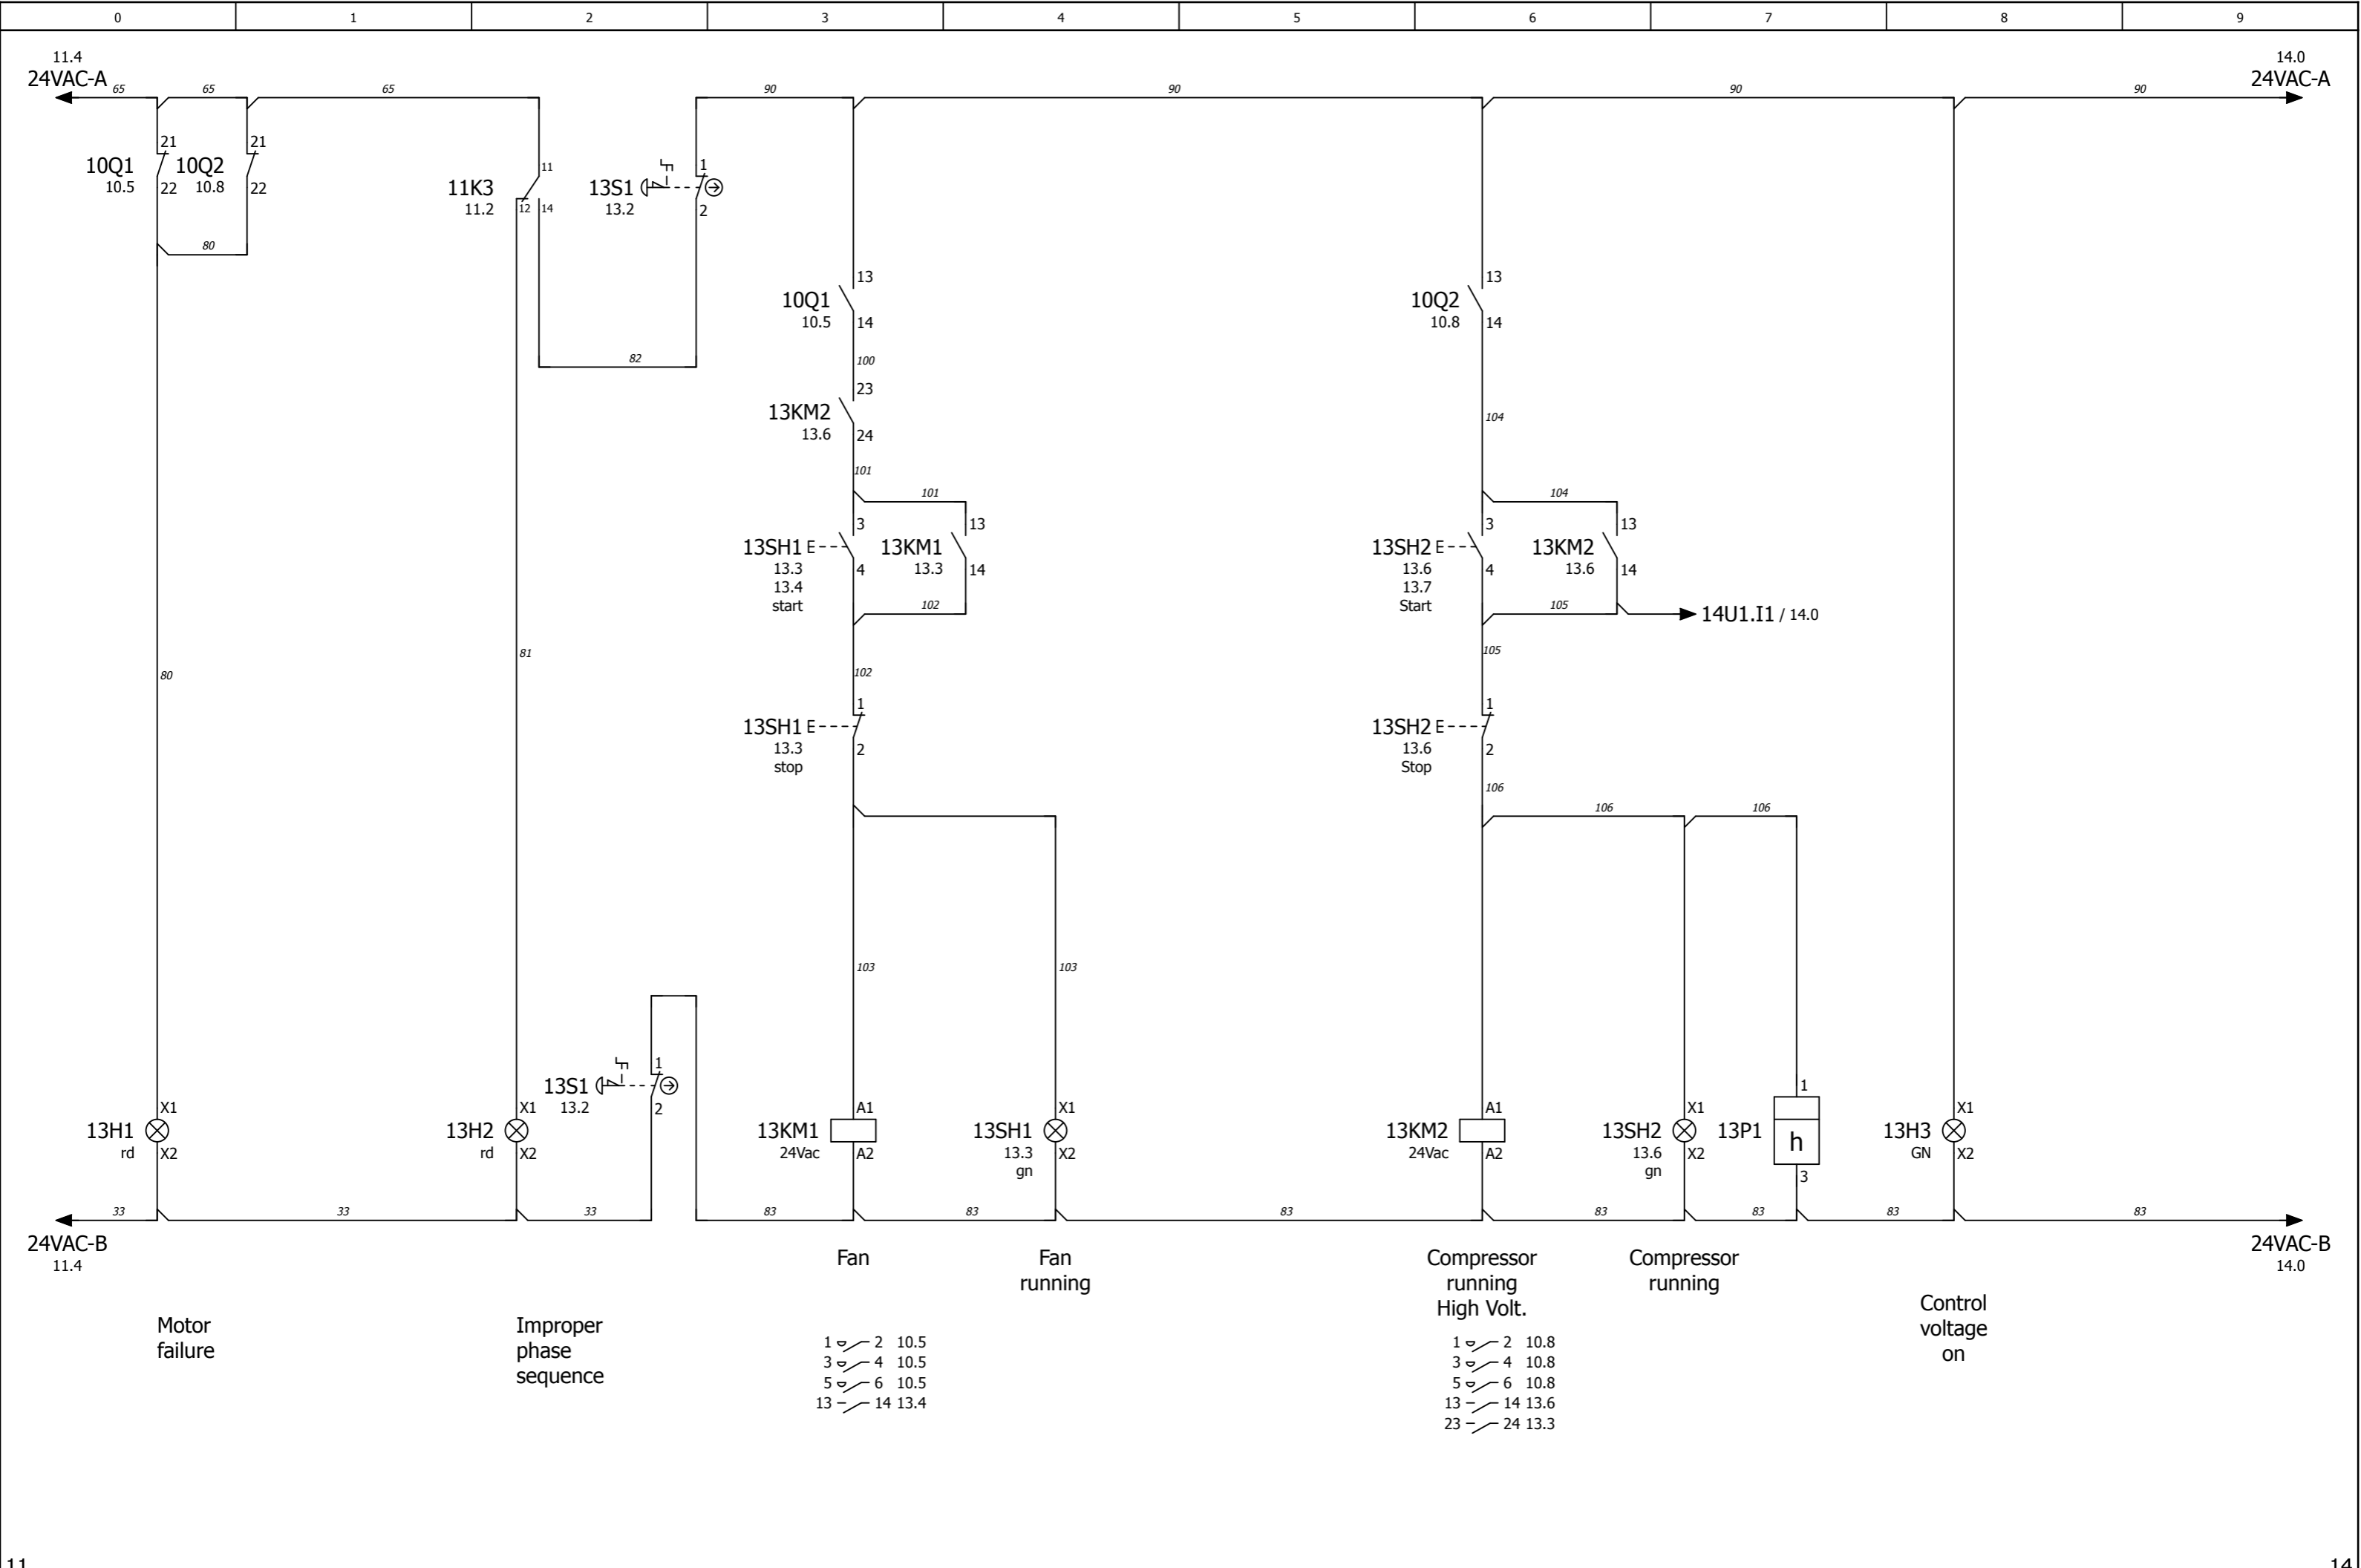 0 1 2 3 4 5 6 7 8 9
11.4 14.0
24VAC-A 24VAC-A
65 65 65 90 90 90 90
21 21
10Q1 10Q2
10.5 22 10.8 22
11
11K3
11.2 12 14
1
13S1
13.2 2
80
13 13
10Q1 10Q2
10.5 14 10.8 14
82 100
23
13KM2
13.6 24
104
101
101 104
3 13 3 13
13SH1 E 13KM1 13SH2 E 13KM2
13.3 4 13.3 14 13.6 4 13.6 14
13.4 13.7
start Start
102 105 14U1.I1 / 14.0
80 81 102 105
1 1
13SH1 E 13SH2 E
13.3 2 13.6 2
stop Stop
106
106 106
103 103
1
13S1
13.2 2
1
X1 X1 A1 X1 A1 X1 X1
13H1 13H2 13KM1 13SH1 13KM2 13SH2 13P1 h 13H3
rd X2 rd X2 24Vac A2 13.3 X2 24Vac A2 13.6 X2 GN X2
gn gn
3
33 33 33 83 83 83 83 83 83 83
24VAC-B 24VAC-B
11.4 14.0
Fan
Fan
running
Compressor
running
High Volt.
Compressor
running
Control
voltage
on
Motor
failure
Improper
phase
sequence
1 2 10.5
3 4 10.5
5 6 10.5
13 14 13.4
1 2 10.8
3 4 10.8
5 6 10.8
13 14 13.6
23 24 13.3
11 14